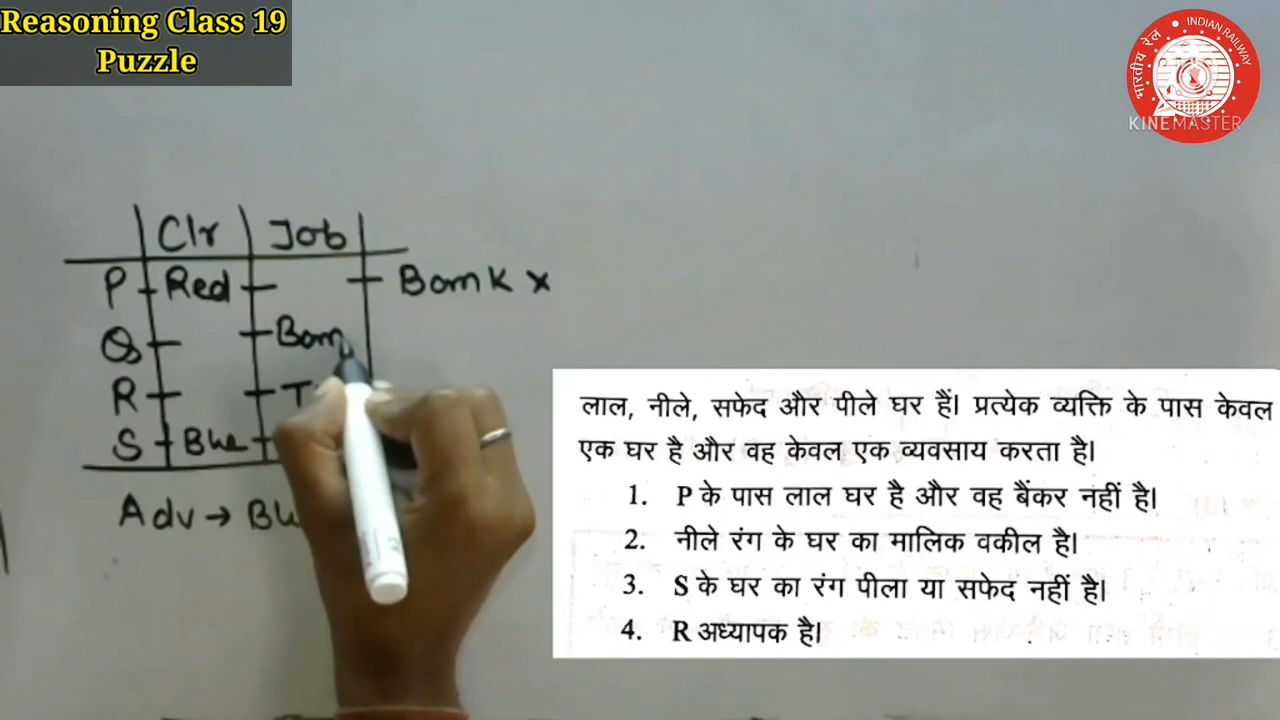 Reasoning Class 19
Puzzle
भारतीय रेल
INDIAN RAILWAY
KINEMASTER
Clr Job
P Red Bank x
Q Ban
R T
S Blue
Adv → Blu
लाल, नीले, सफेद और पीले घर हैं। प्रत्येक व्यक्ति के पास केवल
एक घर है और वह केवल एक व्यवसाय करता है।
1. P के पास लाल घर है और वह बैंकर नहीं है।
2. नीले रंग के घर का मालिक वकील है।
3. S के घर का रंग पीला या सफेद नहीं है।
4. R अध्यापक है।